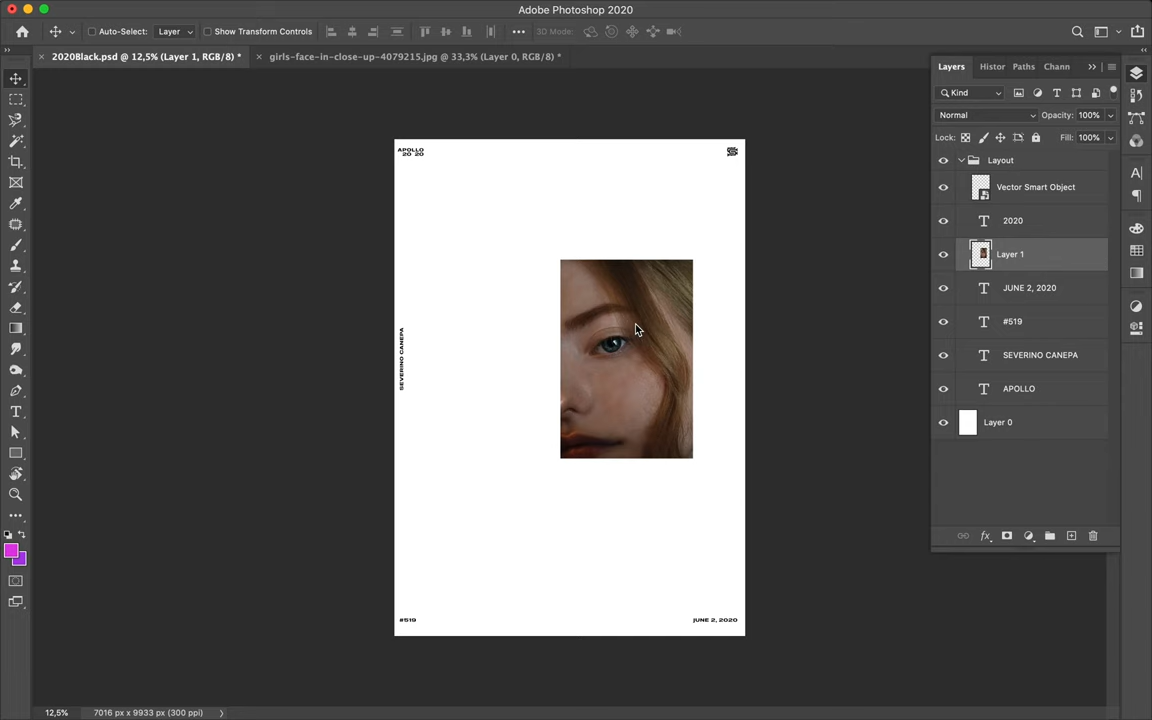 Adobe Photoshop 2020
Auto-Select: Layer Show Transform Controls 3D Mode:
2020Black.psd @ 12,5% (Layer 1, RGB/8) * girls-face-in-close-up-4079215.jpg @ 33,3% (Layer 0, RGB/8) *
Layers Histor Paths Chann
Kind
Normal Opacity: 100%
Lock: Fill: 100%
Layout
Vector Smart Object
2020
Layer 1
JUNE 2, 2020
#519
SEVERINO CANEPA
APOLLO
Layer 0
APOLLO
20 20
SEVERINO CANEPA
#519
JUNE 2, 2020
12,5% 7016 px x 9933 px (300 ppi)